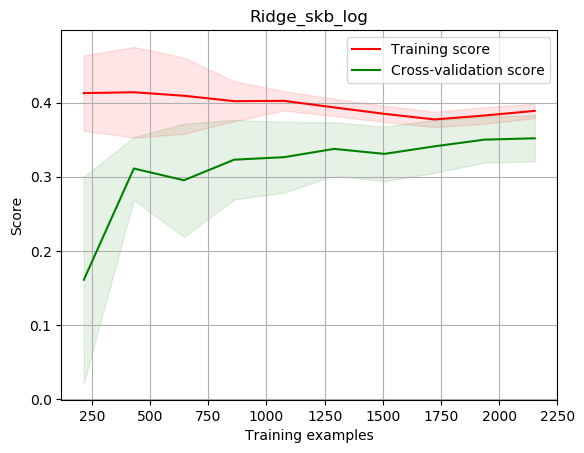 Ridge_skb_log
Training score
Cross-validation score
Score
0.4
0.3
0.2
0.1
0.0
250 500 750 1000 1250 1500 1750 2000 2250
Training examples